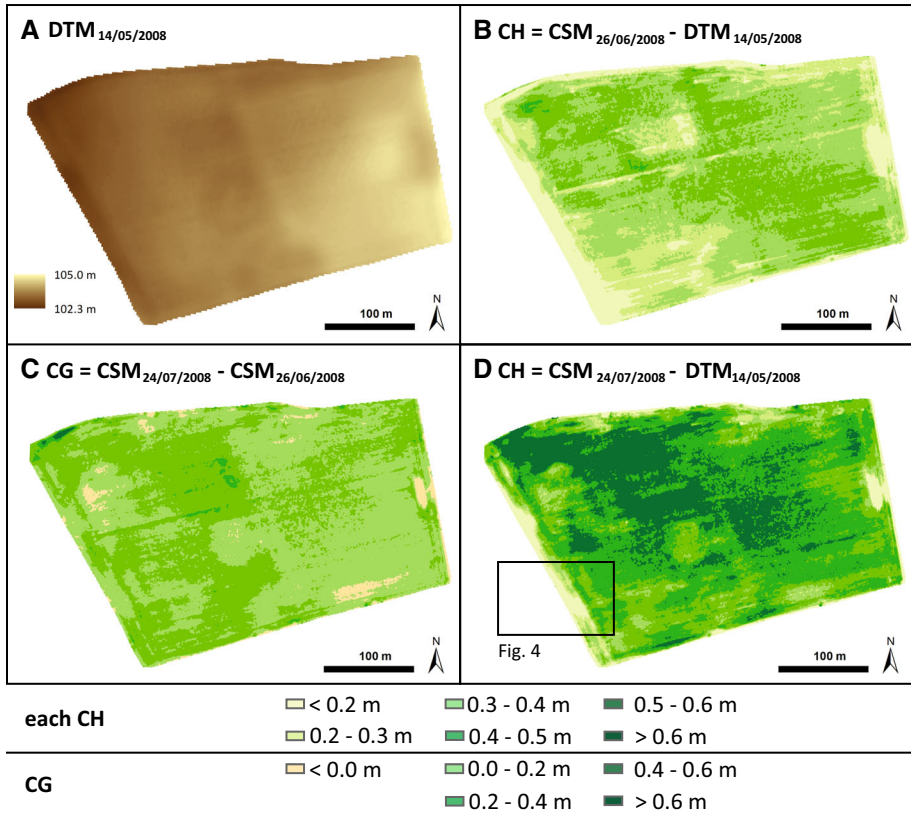 A DTM 14/05/2008
B CH = CSM 26/06/2008 - DTM 14/05/2008
105.0 m
102.3 m
100 m
N
100 m
N
C CG = CSM 24/07/2008 - CSM 26/06/2008
D CH = CSM 24/07/2008 - DTM 14/05/2008
100 m
N
Fig. 4
100 m
N
each CH
< 0.2 m
0.3 - 0.4 m
0.5 - 0.6 m
0.2 - 0.3 m
0.4 - 0.5 m
> 0.6 m
CG
< 0.0 m
0.0 - 0.2 m
0.4 - 0.6 m
0.2 - 0.4 m
> 0.6 m